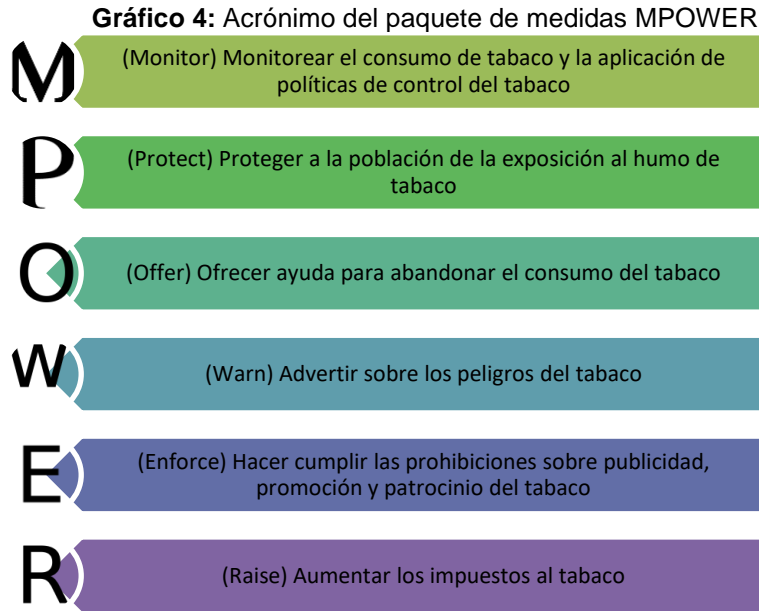 Gráfico 4: Acrónimo del paquete de medidas MPOWER
M
(Monitor) Monitorear el consumo de tabaco y la aplicación de
políticas de control del tabaco
P
(Protect) Proteger a la población de la exposición al humo de
tabaco
O
(Offer) Ofrecer ayuda para abandonar el consumo del tabaco
W
(Warn) Advertir sobre los peligros del tabaco
E
(Enforce) Hacer cumplir las prohibiciones sobre publicidad,
promoción y patrocinio del tabaco
R
(Raise) Aumentar los impuestos al tabaco